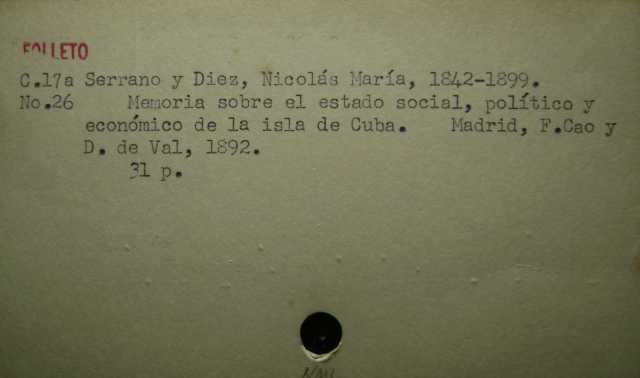 FOLLETO
C.17a Serrano y Diez, Nicolás María, 1842-1899.
No.26 Memoria sobre el estado social, político y
económico de la isla de Cuba. Madrid, F.Cao y
D. de Val, 1892.
31 p.